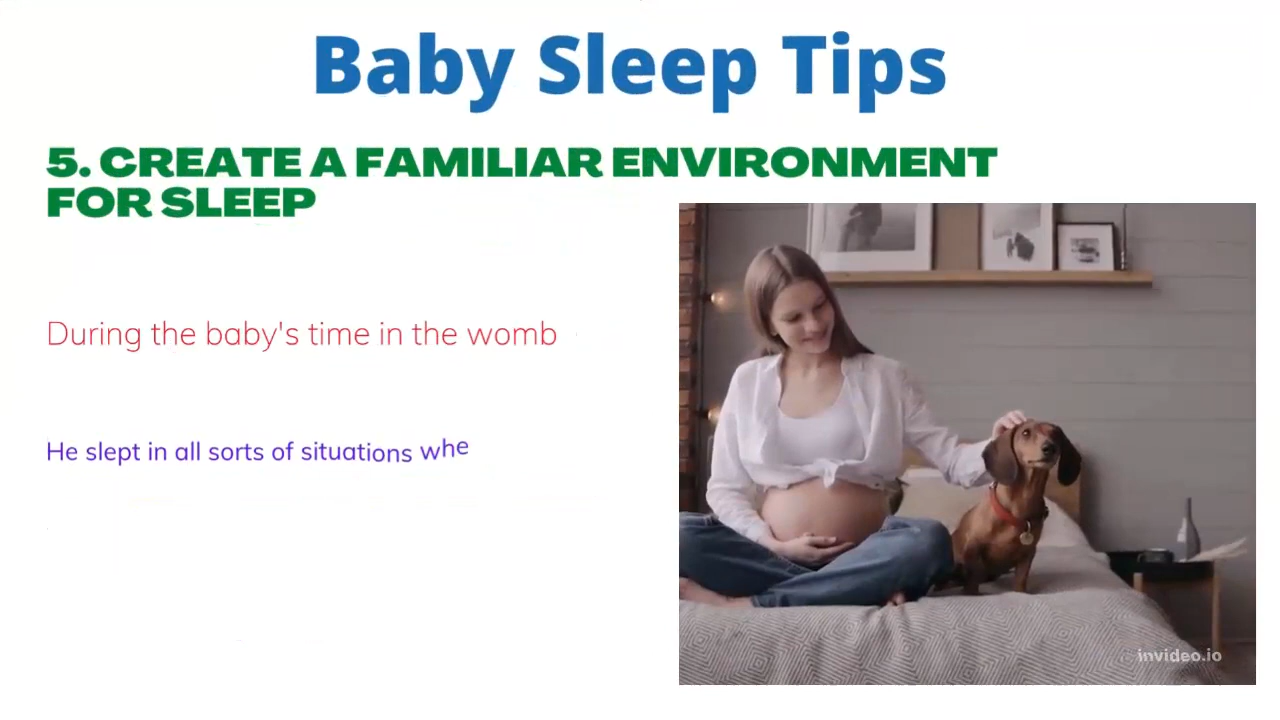 Baby Sleep Tips
5. CREATE A FAMILIAR ENVIRONMENT
FOR SLEEP
During the baby's time in the womb
He slept in all sorts of situations whe
invideo.io